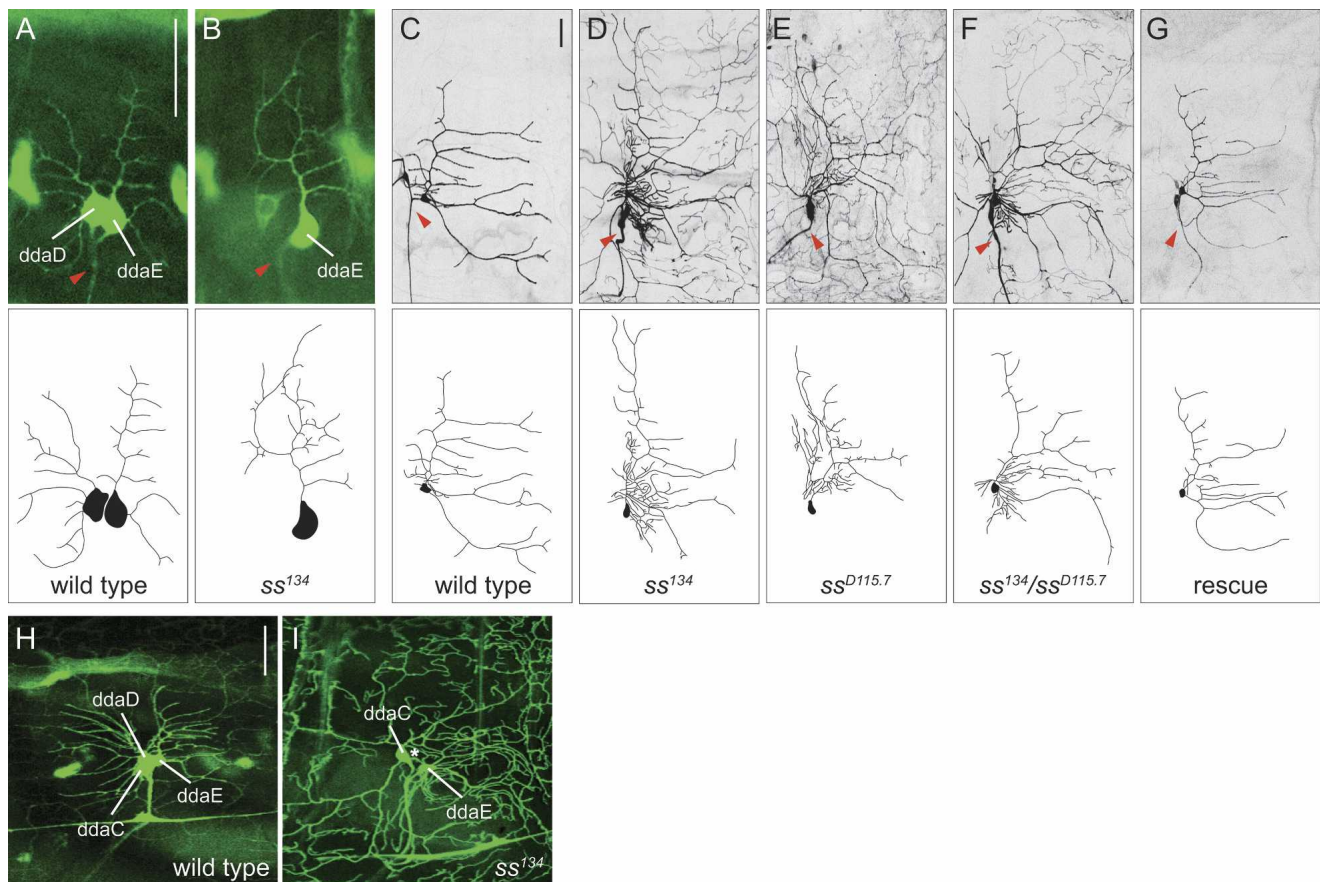 A
B
C
D
E
F
G
ddaD
ddaE
ddaE
wild type
ss¹³⁴
wild type
ss¹³⁴
ssᴰ¹¹⁵·⁷
ss¹³⁴/ssᴰ¹¹⁵·⁷
rescue
H
I
ddaD
ddaE
ddaC
wild type
ddaC
*
ddaE
ss¹³⁴